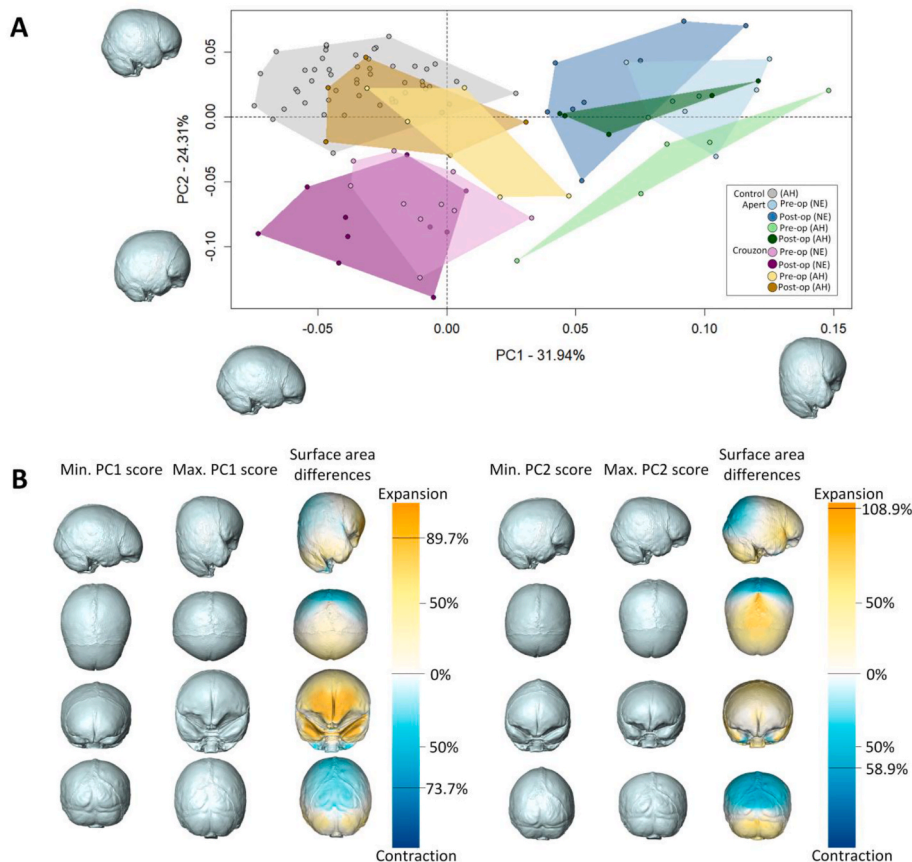 A
PC2 - 24.31%
0.05
0.00
-0.05
-0.10
-0.05
0.00
0.05
0.10
0.15
PC1 - 31.94%
Control (AH)
Apert Pre-op (NE)
Post-op (NE)
Pre-op (AH)
Post-op (AH)
Crouzon Pre-op (NE)
Post-op (NE)
Pre-op (AH)
Post-op (AH)
B
Min. PC1 score
Max. PC1 score
Surface area
differences
Expansion
89.7%
50%
0%
50%
73.7%
Contraction
Min. PC2 score
Max. PC2 score
Surface area
differences
Expansion
108.9%
50%
0%
50%
58.9%
Contraction